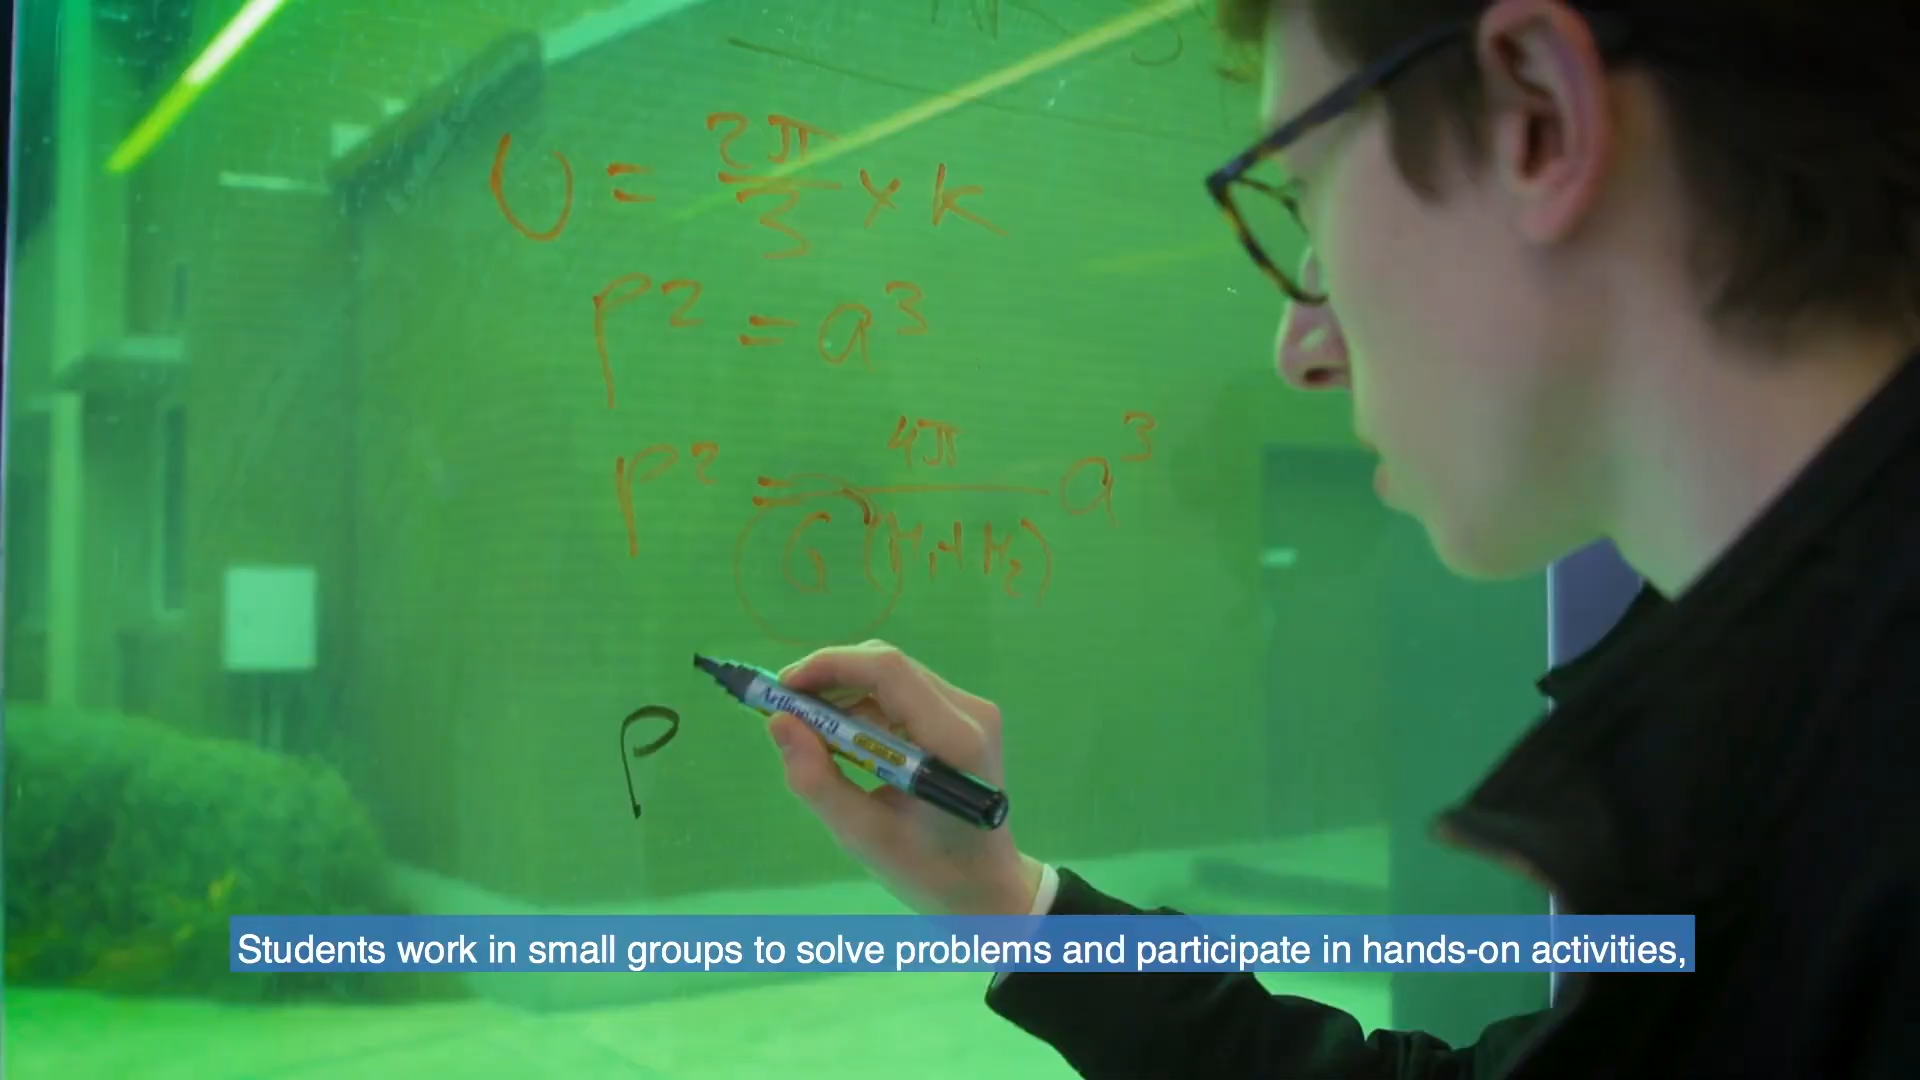 U = 2π/3 × k
P² = a³
P² = 4π/G(M₁+M₂) a³
P
Artline 579
Students work in small groups to solve problems and participate in hands-on activities,